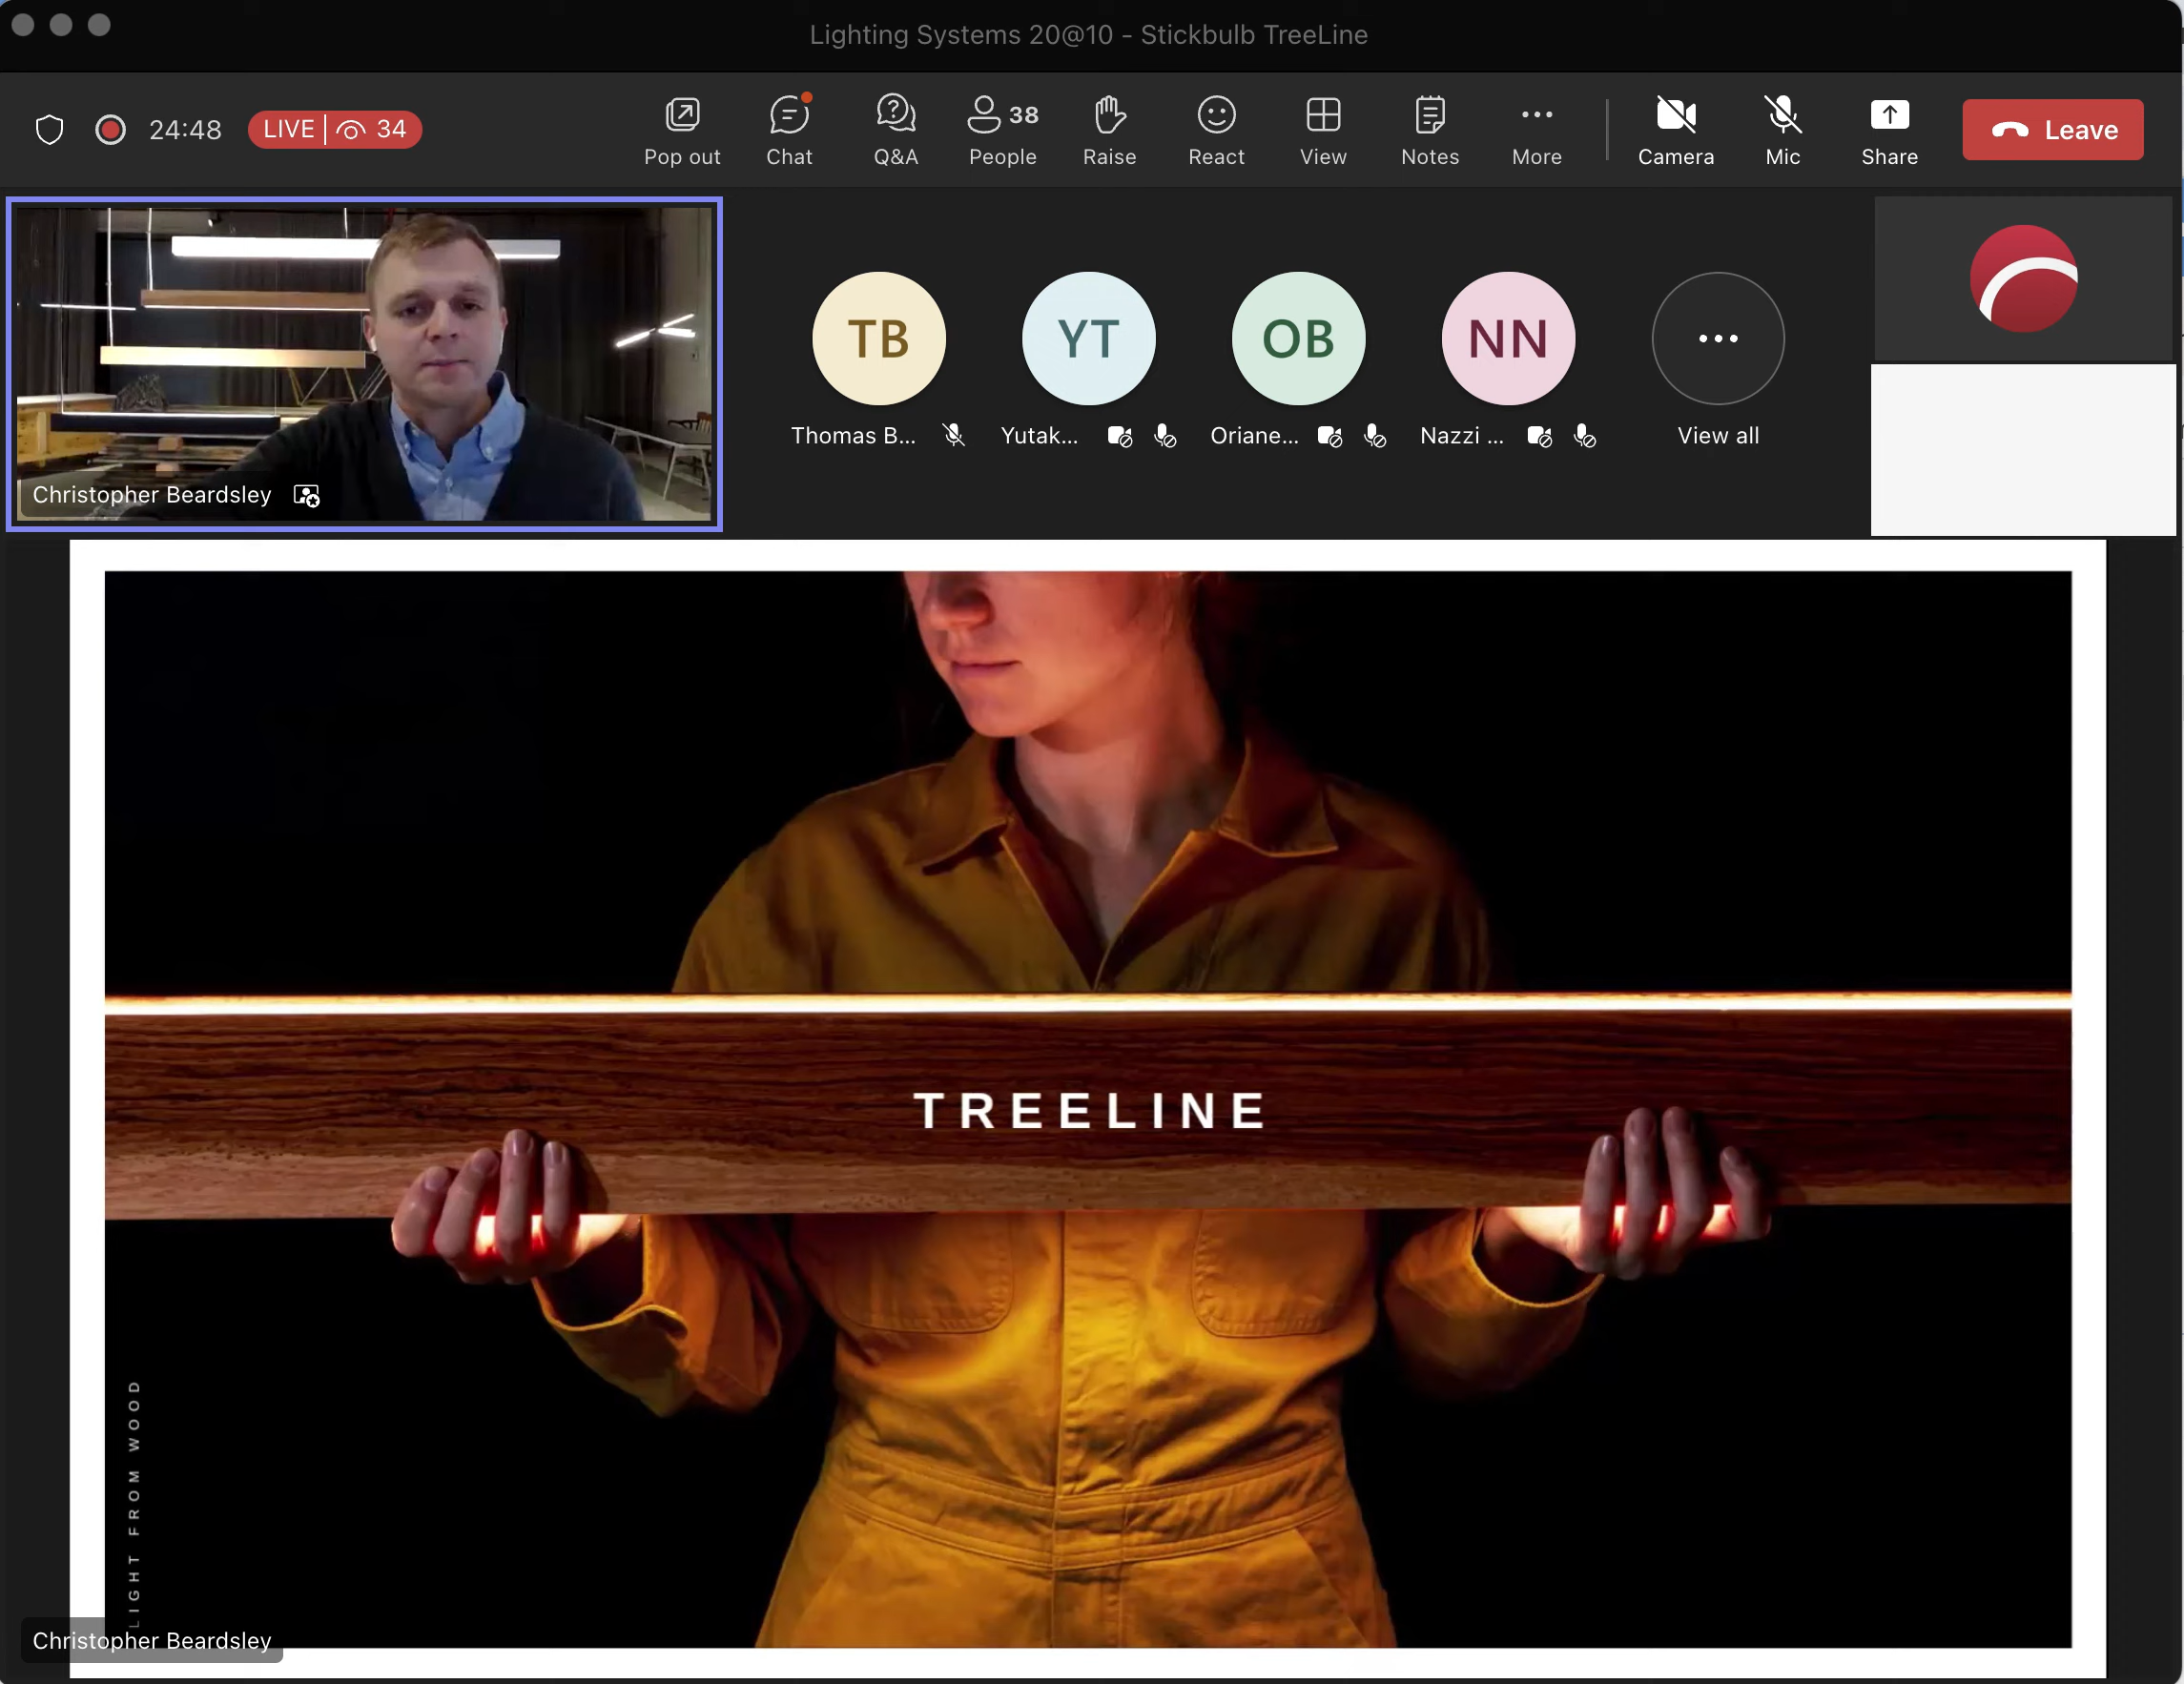 Lighting Systems 20@10 - Stickbulb TreeLine
24:48
LIVE 34
Pop out
Chat
Q&A
38
People
Raise
React
View
Notes
More
Camera
Mic
Share
Leave
TB
YT
OB
NN
Thomas B...
Yutak...
Oriane...
Nazzi ...
View all
Christopher Beardsley
TREELINE
LIGHT FROM WOOD
Christopher Beardsley